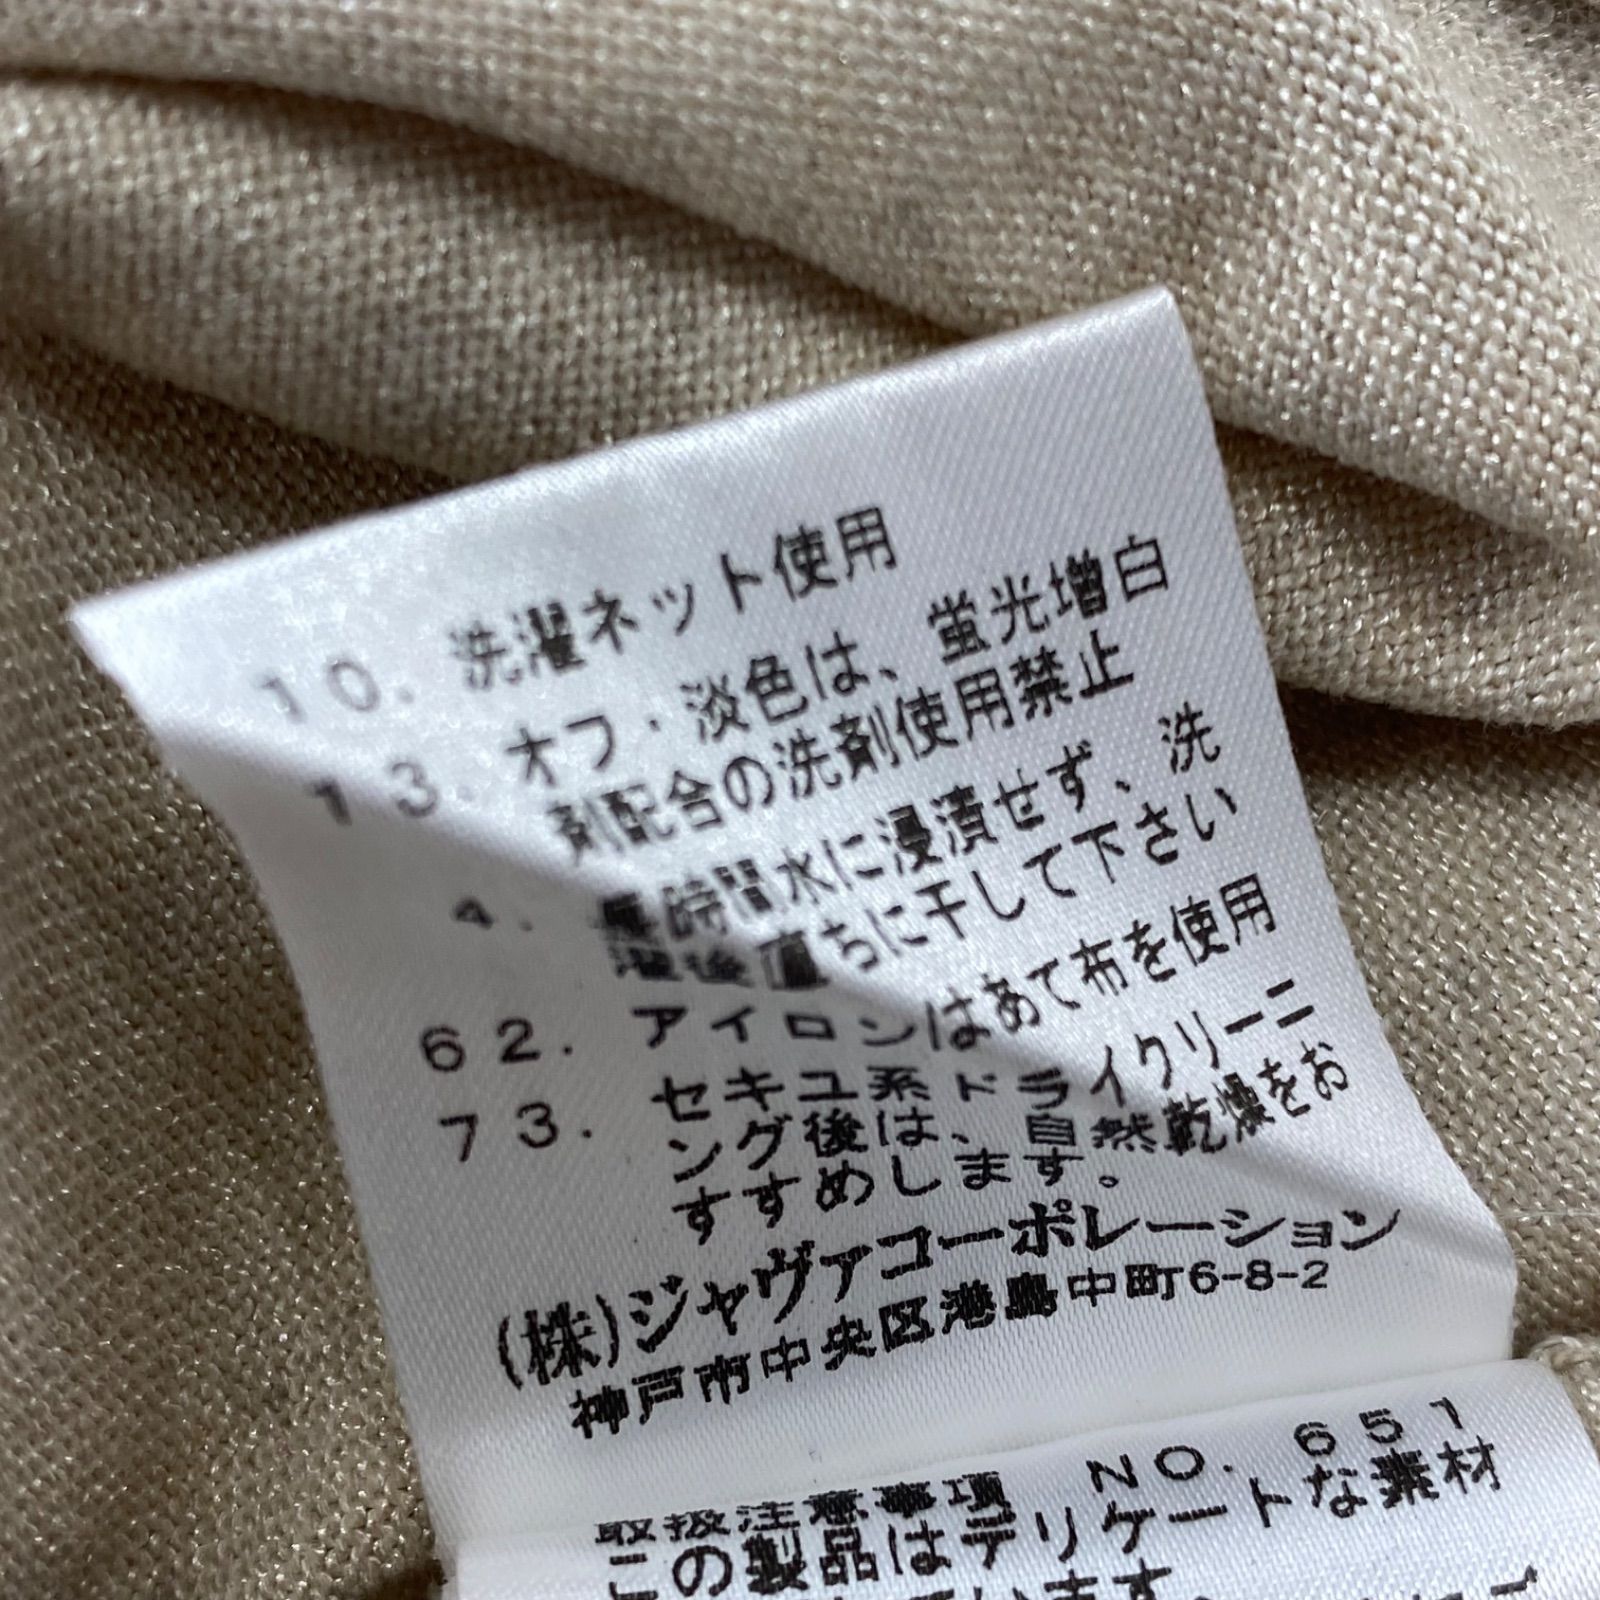 10. 洗濯ネット使用
13. オフ・淡色は、蛍光増白
剤配合の洗剤使用禁止
4. 長時間水に浸漬せず、洗
濯後直ちに干して下さい
62. アイロンはあて布を使用
73. セキユ系ドライクリーニ
ング後は、自然乾燥をお
すすめします。
(株)ジャヴァコーポレーション
神戸市中央区港島中町6-8-2
取扱注意事項 NO. 651
この製品はデリケートな素材